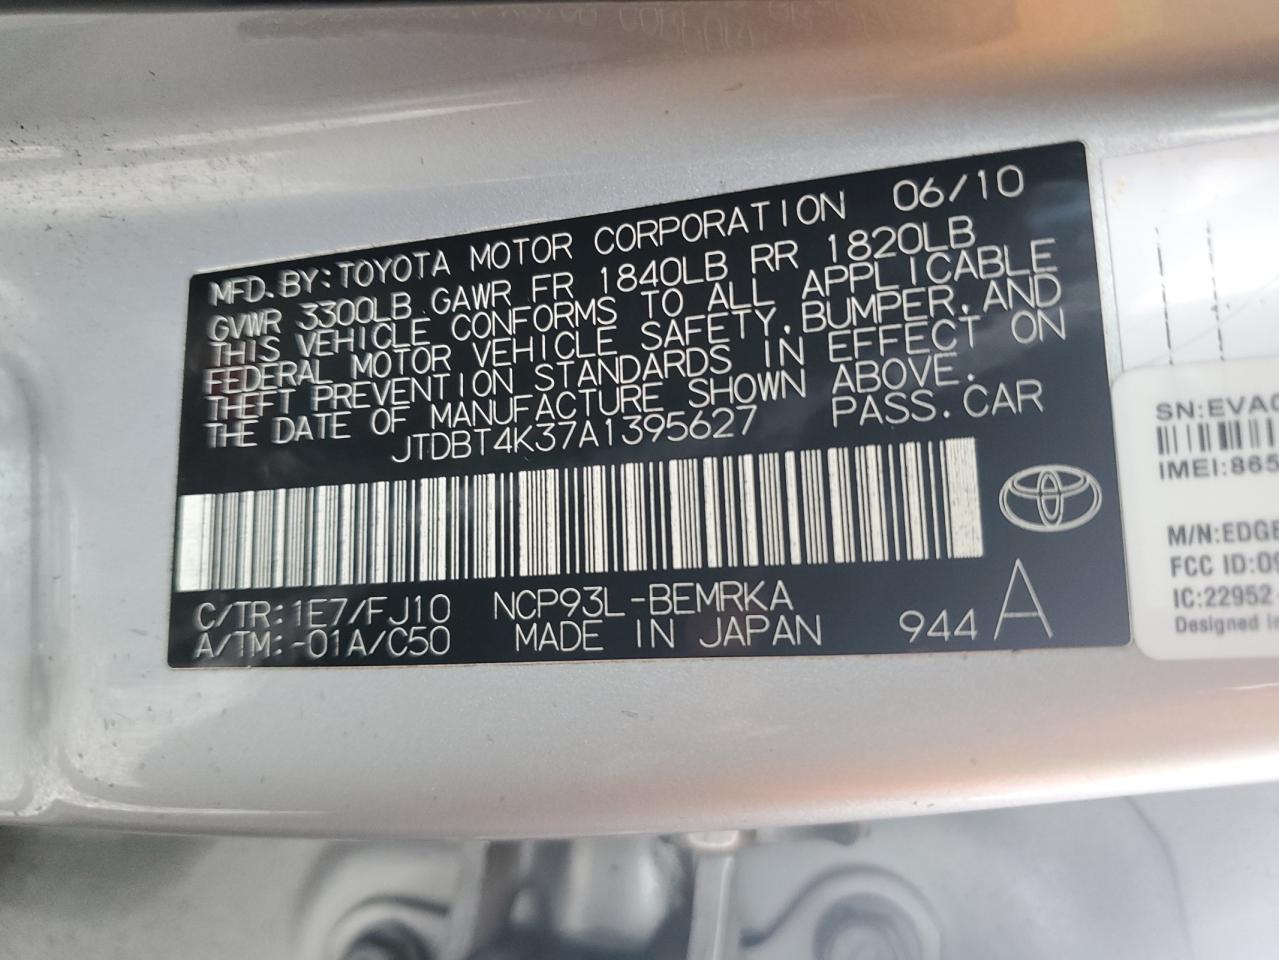 MFD. BY: TOYOTA MOTOR CORPORATION 06/10
GVWR 3300LB GAWR FR 1840LB RR 1820LB
THIS VEHICLE CONFORMS TO ALL APPLICABLE
FEDERAL MOTOR VEHICLE SAFETY, BUMPER, AND
THEFT PREVENTION STANDARDS IN EFFECT ON
THE DATE OF MANUFACTURE SHOWN ABOVE.
JTDBT4K37A1395627 PASS. CAR
C/TR: 1E7/FJ10 NCP93L-BEMRKA
A/TM: -01A/C50 MADE IN JAPAN 944 A
SN:EVA
IMEI:865
M/N:EDGE
FCC ID:09
IC:22952
Designed in